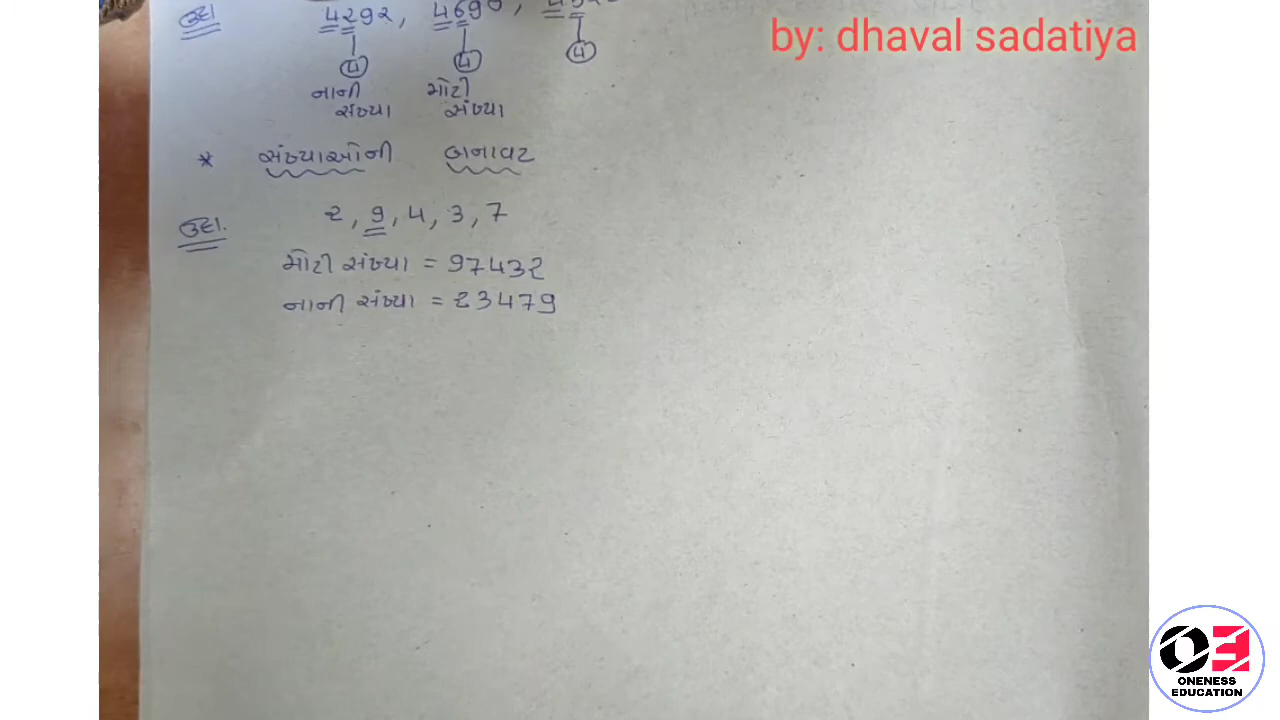 ઉદા
4292, 4690,
by: dhaval sadatiya
4 4 4
નાની મોટી
સંખ્યા સંખ્યા
* સંખ્યાઓની બનાવટ
ઉદા. 2, 9, 4, 3, 7
મોટી સંખ્યા = 97432
નાની સંખ્યા = 23479
OE
ONENESS
EDUCATION